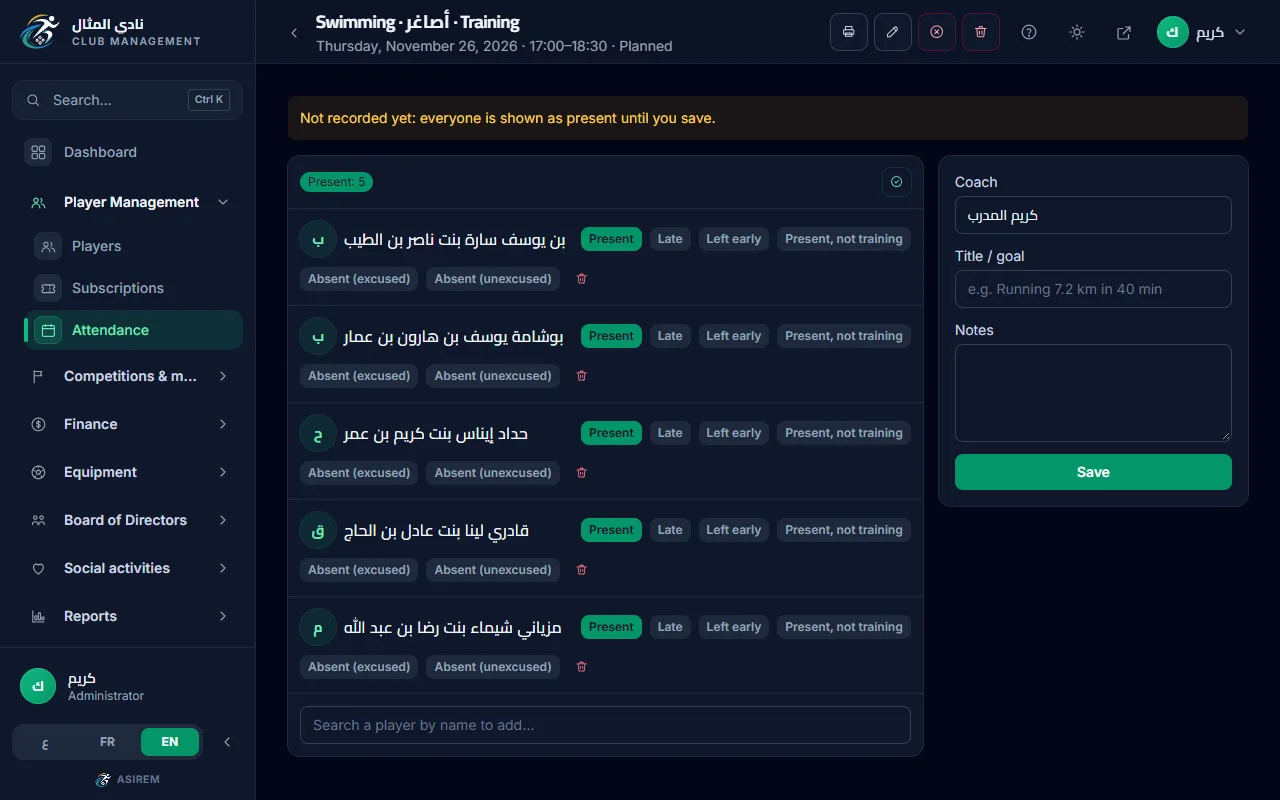 نادي المثال
CLUB MANAGEMENT
Search...
Ctrl K
Dashboard
Player Management
Players
Subscriptions
Attendance
Competitions & m...
Finance
Equipment
Board of Directors
Social activities
Reports
ك
كريم
Administrator
ع
FR
EN
ASIREM
Swimming · أصاغر · Training
Thursday, November 26, 2026 · 17:00–18:30 · Planned
ك
كريم
Not recorded yet: everyone is shown as present until you save.
Present: 5
ب
بن يوسف سارة بنت ناصر بن الطيب
Present
Late
Left early
Present, not training
Absent (excused)
Absent (unexcused)
ب
بوشامة يوسف بن هارون بن عمار
Present
Late
Left early
Present, not training
Absent (excused)
Absent (unexcused)
ح
حداد إيناس بنت كريم بن عمر
Present
Late
Left early
Present, not training
Absent (excused)
Absent (unexcused)
ق
قادري لينا بنت عادل بن الحاج
Present
Late
Left early
Present, not training
Absent (excused)
Absent (unexcused)
م
مزياني شيماء بنت رضا بن عبد الله
Present
Late
Left early
Present, not training
Absent (excused)
Absent (unexcused)
Search a player by name to add...
Coach
كريم المدرب
Title / goal
e.g. Running 7.2 km in 40 min
Notes
Save